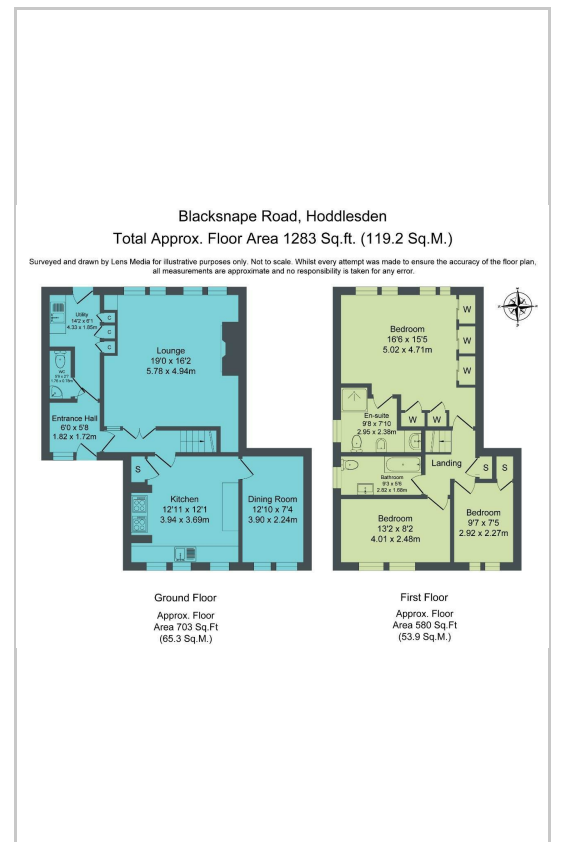 Blacksnape Road, Hoddlesden
Total Approx. Floor Area 1283 Sq.ft. (119.2 Sq.M.)
Surveyed and drawn by Lens Media for illustrative purposes only. Not to scale. Whilst every attempt was made to ensure the accuracy of the floor plan,
all measurements are approximate and no responsibility is taken for any error.
Utility
14'2 x 6'1
4.33 x 1.85m
C
C
C
WC
Lounge
19'0 x 16'2
5.78 x 4.94m
Entrance Hall
6'0 x 5'8
1.82 x 1.72m
S
Kitchen
12'11 x 12'1
3.94 x 3.69m
Dining Room
12'10 x 7'4
3.90 x 2.24m
Ground Floor
Approx. Floor
Area 703 Sq.Ft
(65.3 Sq.M.)
Bedroom
16'6 x 15'5
5.02 x 4.71m
W
W
W
W
W
En-suite
9'8 x 7'10
2.95 x 2.38m
Bathroom
9'3 x 5'6
2.82 x 1.68m
Landing
S
S
Bedroom
13'2 x 8'2
4.01 x 2.48m
Bedroom
9'7 x 7'5
2.92 x 2.27m
First Floor
Approx. Floor
Area 580 Sq.Ft
(53.9 Sq.M.)